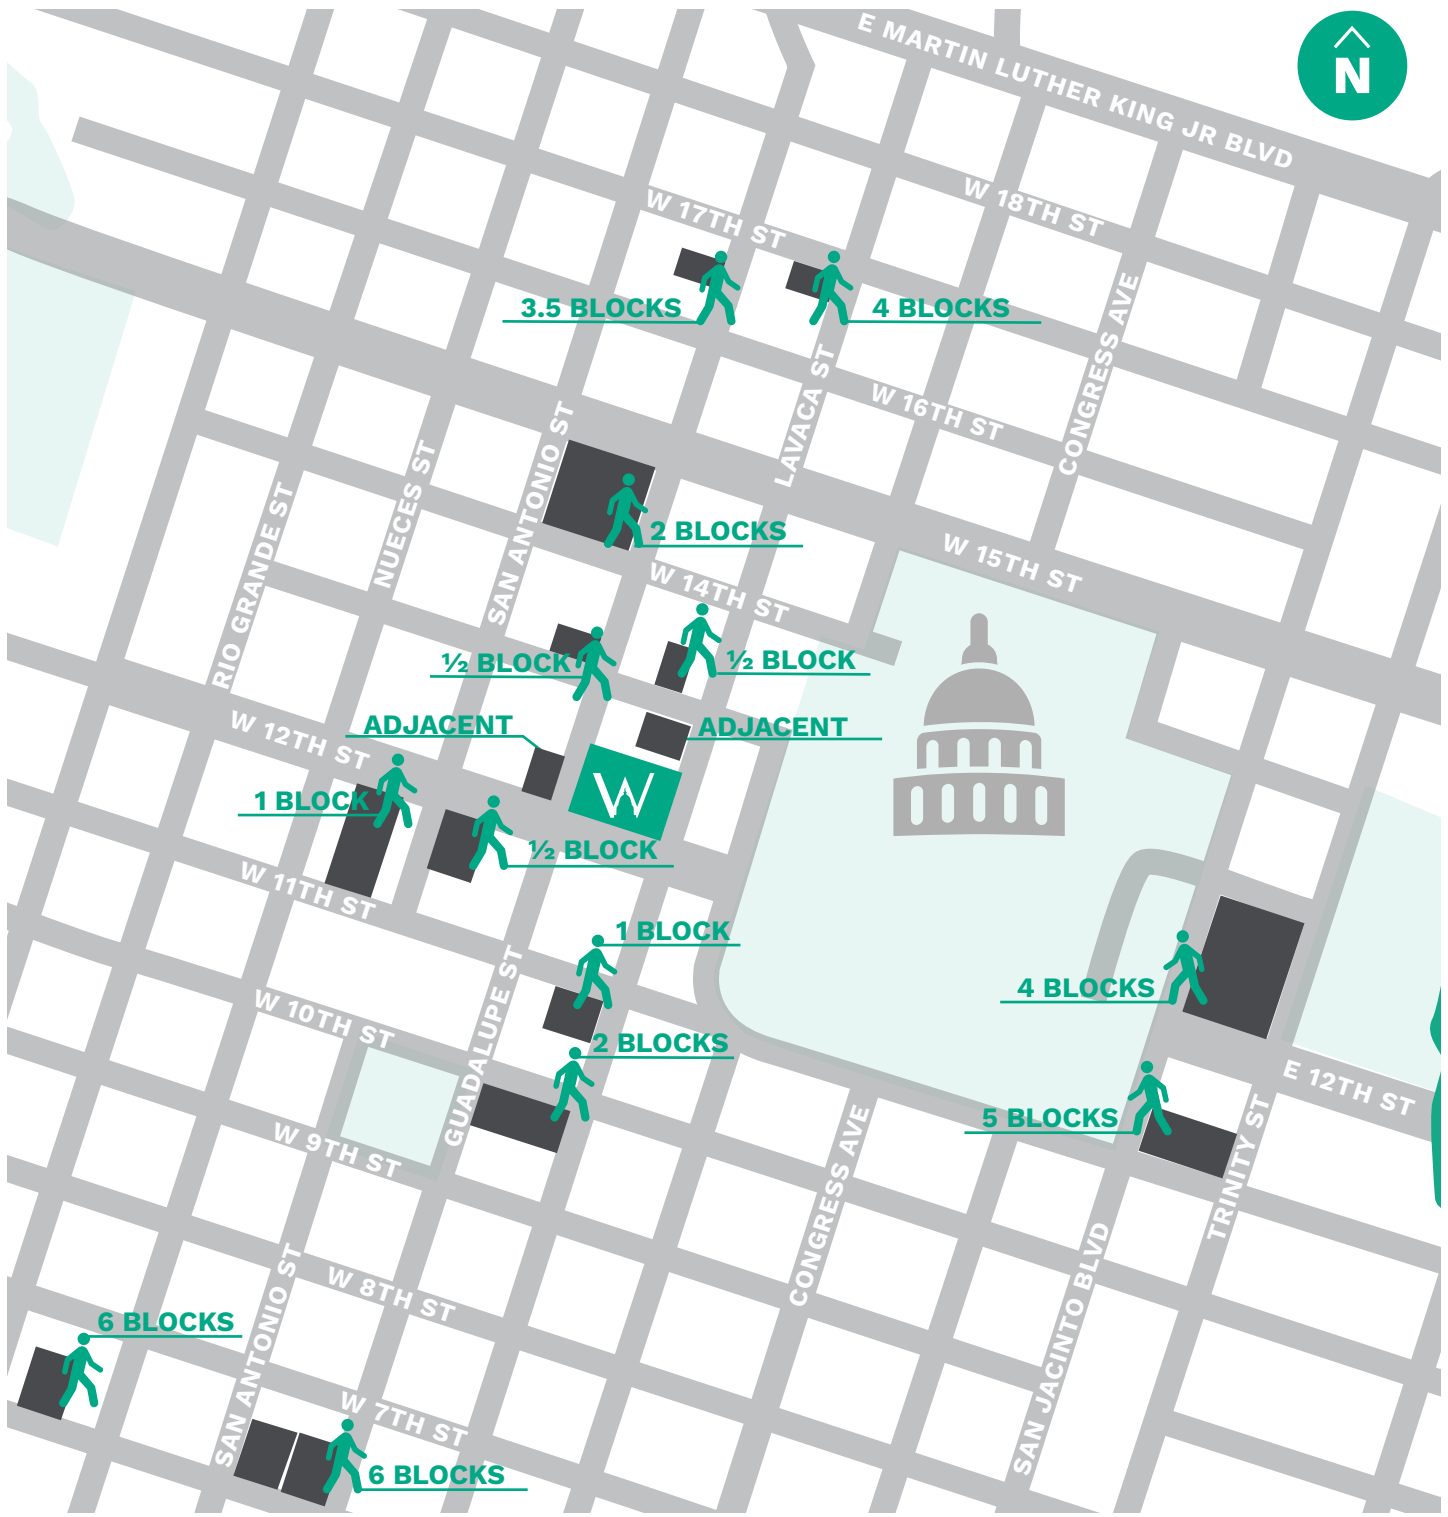 E MARTIN LUTHER KING JR BLVD
N
W 18TH ST
W 17TH ST
3.5 BLOCKS
4 BLOCKS
CONGRESS AVE
LAVACA ST
W 16TH ST
SAN ANTONIO ST
NUECES ST
RIO GRANDE ST
2 BLOCKS
W 15TH ST
W 14TH ST
½ BLOCK
½ BLOCK
ADJACENT
ADJACENT
W 12TH ST
W
1 BLOCK
½ BLOCK
W 11TH ST
1 BLOCK
GUADALUPE ST
4 BLOCKS
W 10TH ST
2 BLOCKS
E 12TH ST
5 BLOCKS
W 9TH ST
CONGRESS AVE
TRINITY ST
SAN JACINTO BLVD
SAN ANTONIO ST
W 8TH ST
6 BLOCKS
W 7TH ST
6 BLOCKS